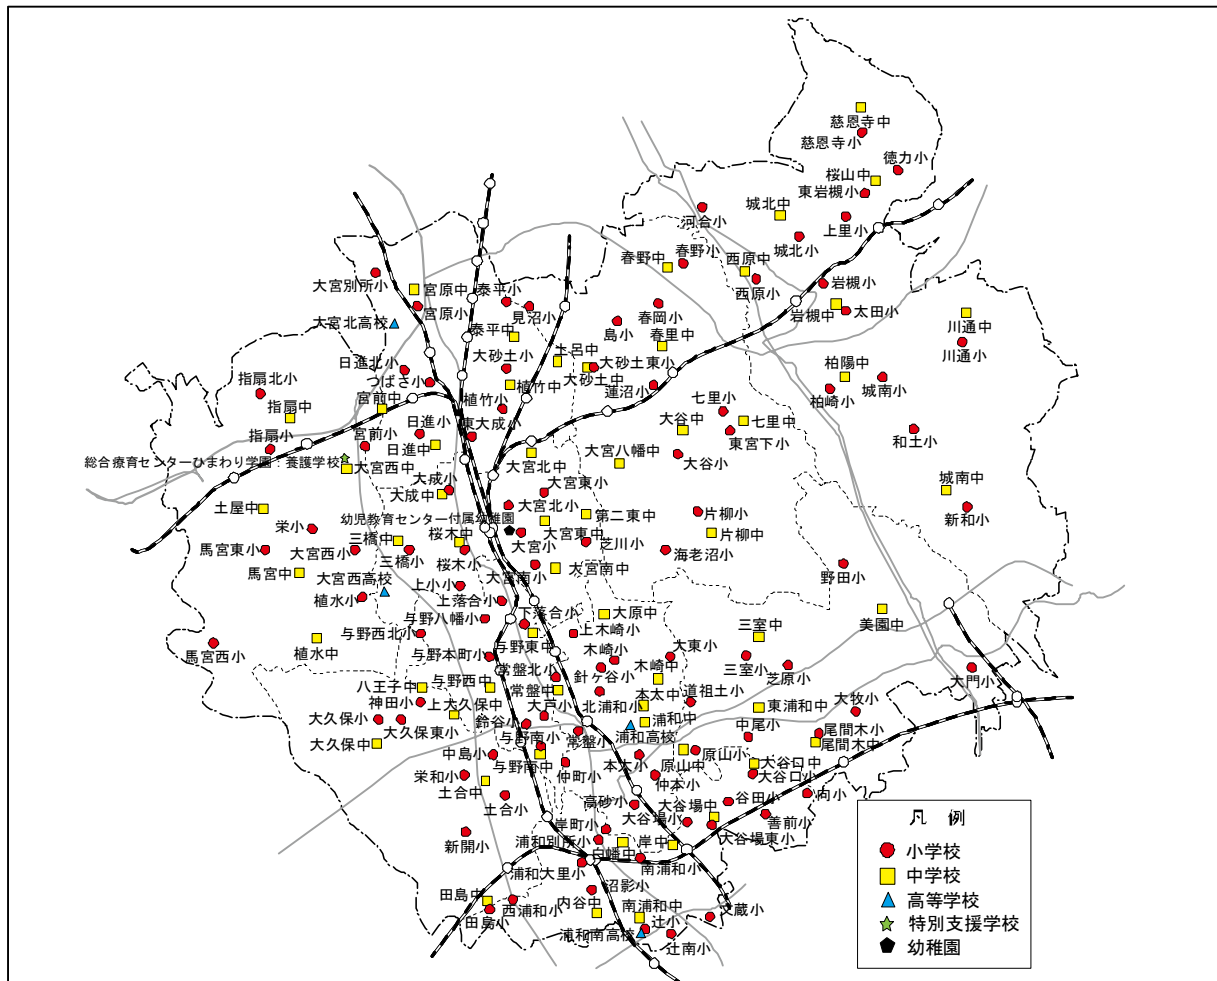 慈恩寺中
慈恩寺小
徳力小
桜山中
東岩槻小
城北中
河合小
上里小
城北小
春野中
春野小
西原中
西原小
岩槻小
大宮別所小
宮原中
泰平小
宮原小
見沼小
春岡小
岩槻中
太田小
川通中
大宮北高校
泰平中
島小
春里中
川通小
土呂中
日進北小
大砂土小
大砂土東小
柏陽中
指扇北小
つばさ小
大砂土中
蓮沼小
城南小
柏崎小
植竹中
指扇中
宮前中
植竹小
七里小
大谷中
七里中
日進小
東大成小
和土小
指扇小
宮前小
東宮下小
日進中
大宮八幡中
総合療育センターひまわり学園・養護学校
大宮西中
大宮北中
大谷小
大成小
大宮東小
城南中
大成中
土屋中
大宮北小
新和小
幼児教育センター付属幼稚園
第二東中
片柳小
栄小
三橋中
桜木中
大宮東中
片柳中
馬宮東小
大宮西小
三橋小
桜木小
大宮小
芝川小
海老沼小
馬宮中
大宮西高校
上小小
大宮南小
大宮南中
野田小
植水小
上落合小
与野八幡小
下落合小
大原中
三室中
美園中
与野西北小
与野東中
上木崎小
植水中
馬宮西小
与野本町小
木崎小
大東小
常盤北小
針ヶ谷小
木崎中
三室小
芝原小
大門小
八王子中
与野西中
常盤中
本太中
道祖土小
神田小
上大久保中
大戸小
北浦和小
東浦和中
大牧小
大久保小
大久保東小
鈴谷小
浦和中
中尾小
浦和高校
尾間木小
大久保中
与野南小
常盤小
尾間木中
中島小
与野南中
本太小
原山中
原山小
大谷口中
栄和小
仲町小
仲本小
大谷口小
土合中
土合小
高砂小
大谷場中
谷田小
向小
大谷場小
善前小
岸町小
新開小
浦和別所小
岸中
大谷場東小
白幡中
浦和大里小
南浦和小
沼影小
田島中
内谷中
南浦和中
西浦和小
田島小
辻小
大蔵小
浦和南高校
辻南小
凡 例
小学校
中学校
高等学校
特別支援学校
幼稚園